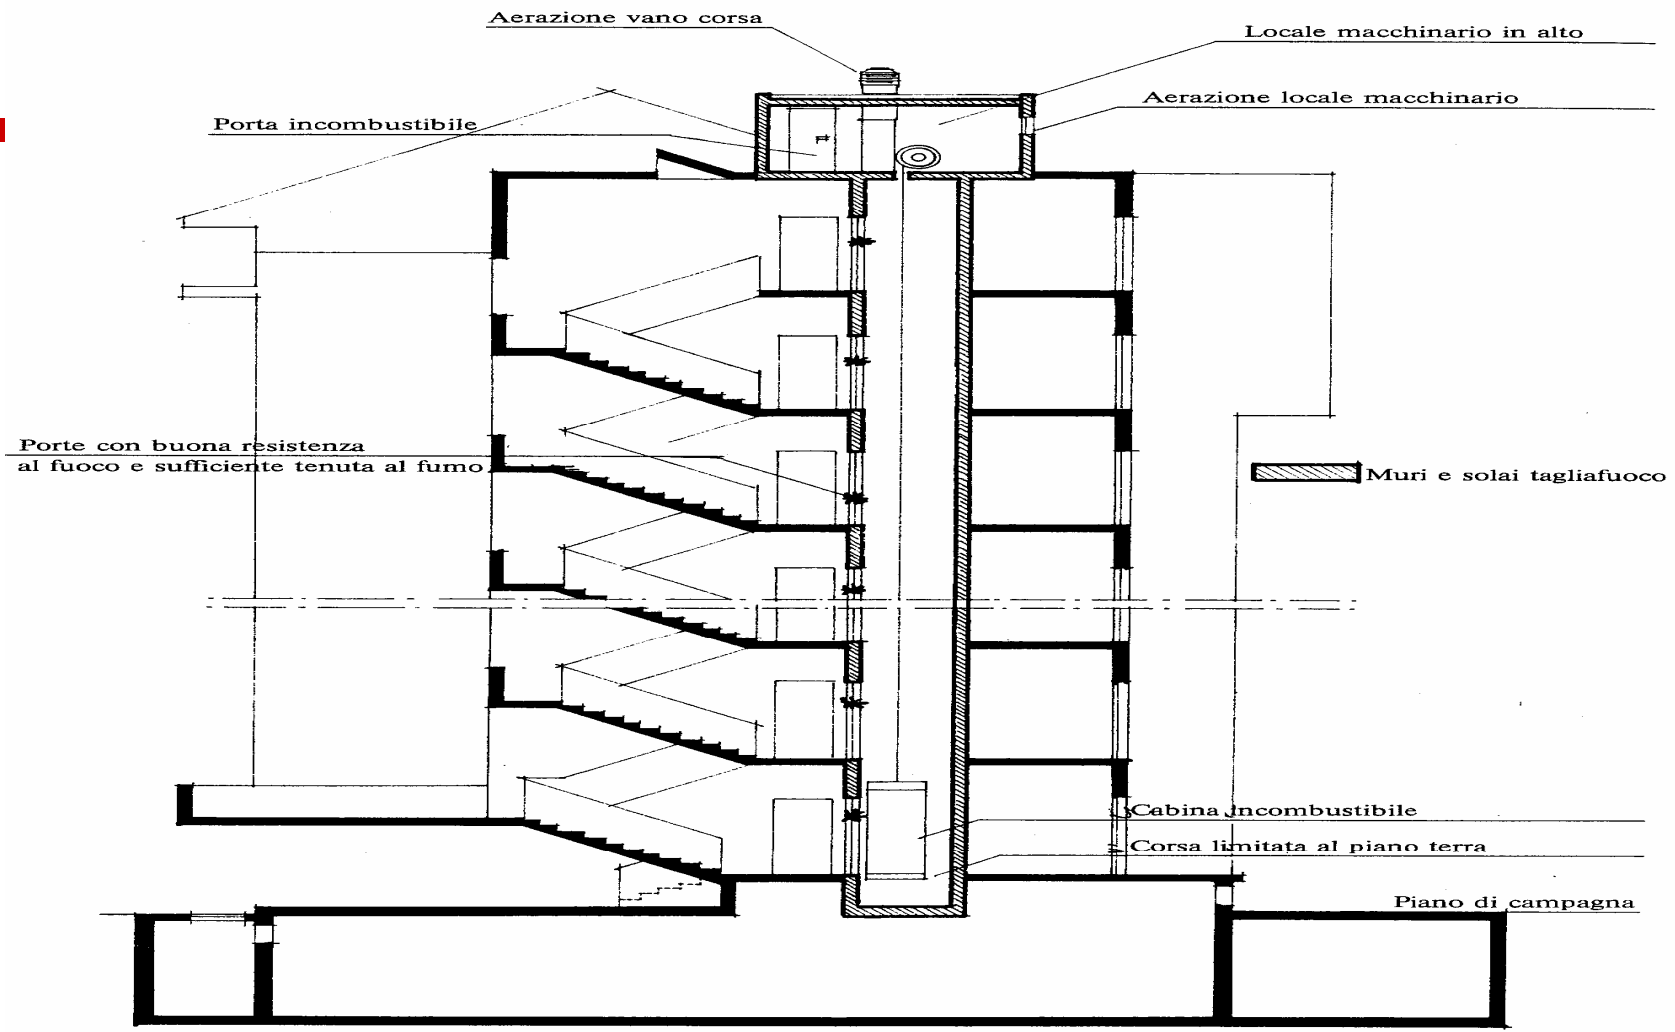 Aerazione vano corsa
Locale macchinario in alto
Aerazione locale macchinario
Porta incombustibile
Porte con buona resistenza
al fuoco e sufficiente tenuta al fumo
Muri e solai tagliafuoco
Cabina incombustibile
Corsa limitata al piano terra
Piano di campagna